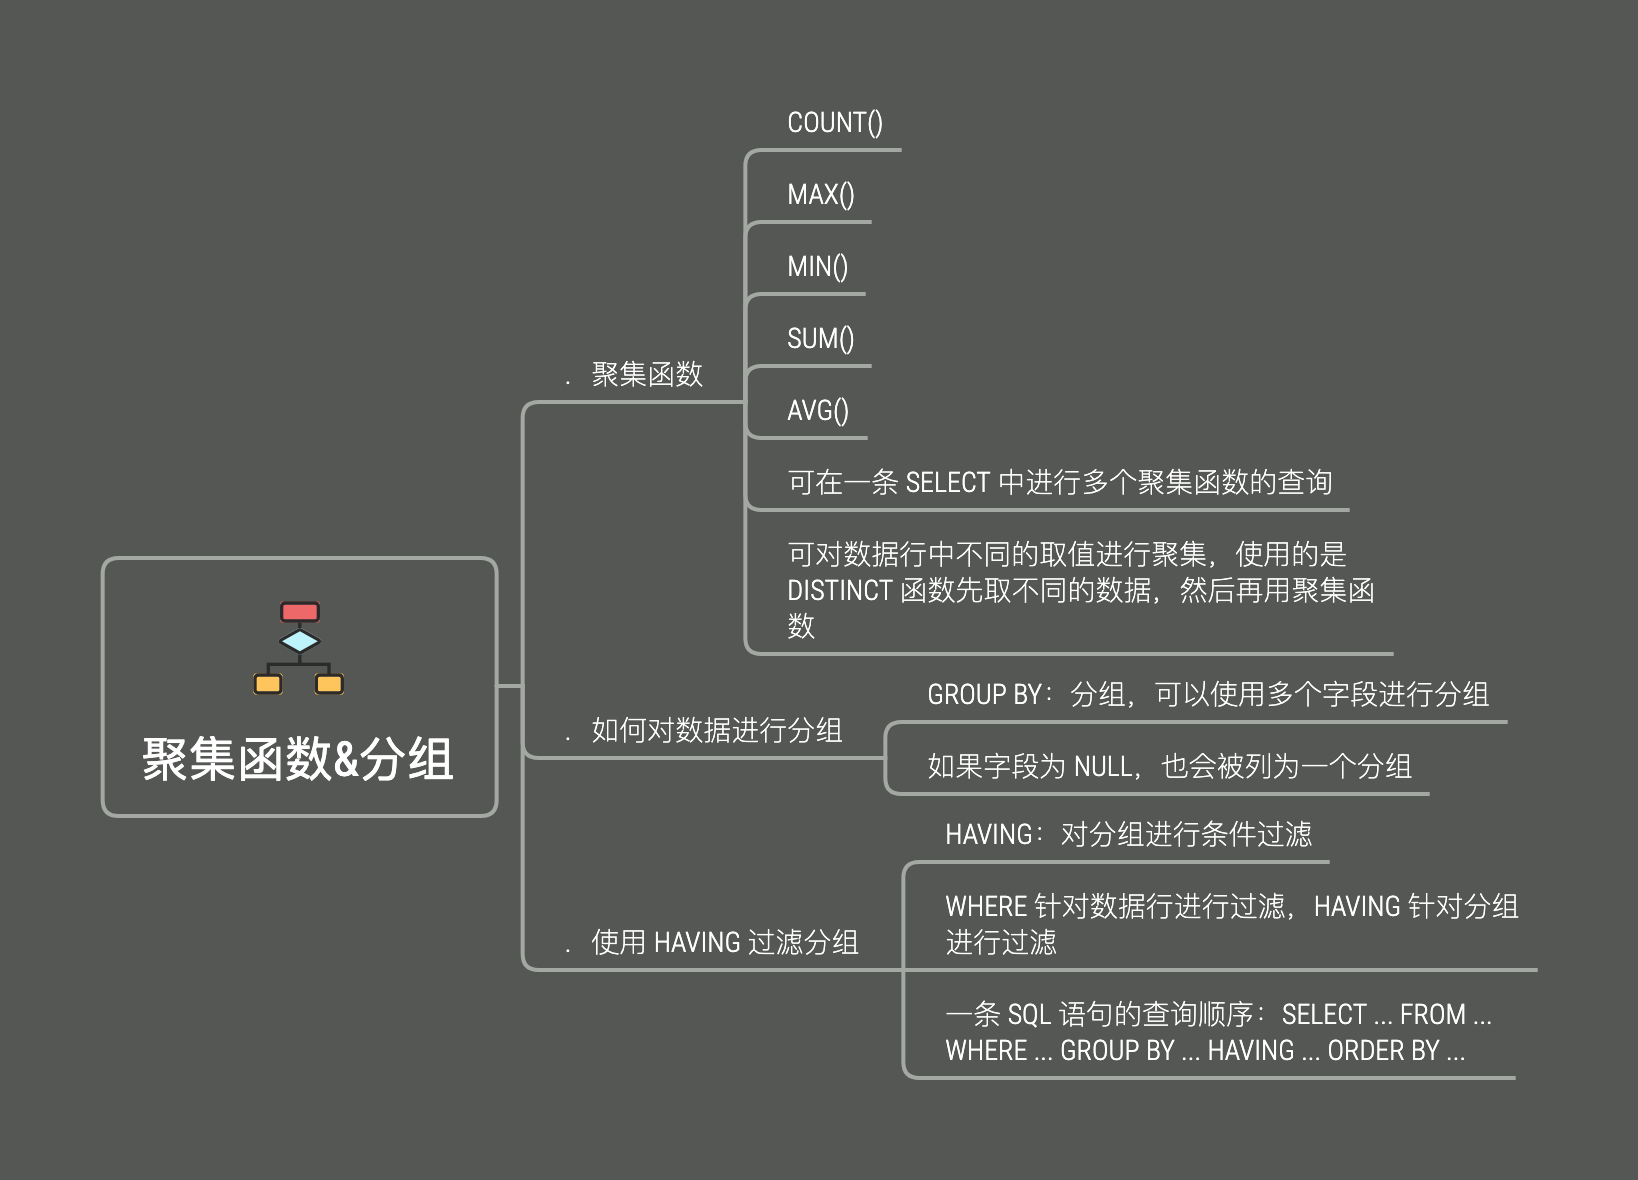 聚集函数&分组
. 聚集函数
COUNT()
MAX()
MIN()
SUM()
AVG()
可在一条 SELECT 中进行多个聚集函数的查询
可对数据行中不同的取值进行聚集，使用的是
DISTINCT 函数先取不同的数据，然后再用聚集函
数
. 如何对数据进行分组
GROUP BY：分组，可以使用多个字段进行分组
如果字段为 NULL，也会被列为一个分组
. 使用 HAVING 过滤分组
HAVING：对分组进行条件过滤
WHERE 针对数据行进行过滤，HAVING 针对分组
进行过滤
一条 SQL 语句的查询顺序：SELECT ... FROM ...
WHERE ... GROUP BY ... HAVING ... ORDER BY ...